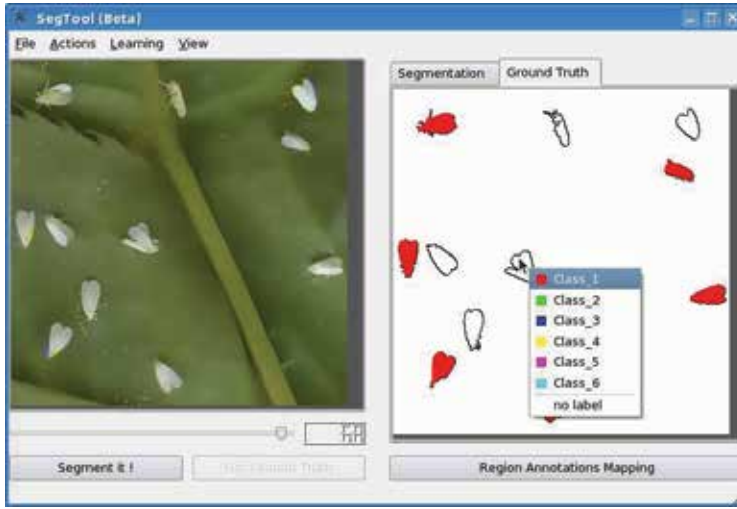 SegTool (Beta)
File Actions Learning View
Segmentation Ground Truth
Class_1
Class_2
Class_3
Class_4
Class_5
Class_6
no label
Segment it !
Region Annotations Mapping